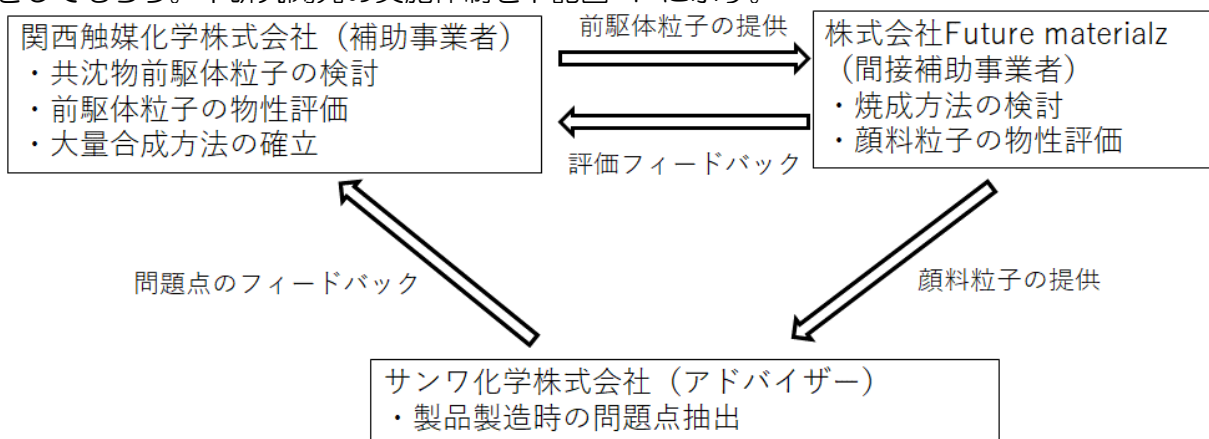 前駆体粒子の提供
関西触媒化学株式会社（補助事業者）
・共沈物前駆体粒子の検討
・前駆体粒子の物性評価
・大量合成方法の確立
株式会社Future materialz
（間接補助事業者）
・焼成方法の検討
・顔料粒子の物性評価
評価フィードバック
問題点のフィードバック
顔料粒子の提供
サンワ化学株式会社（アドバイザー）
・製品製造時の問題点抽出